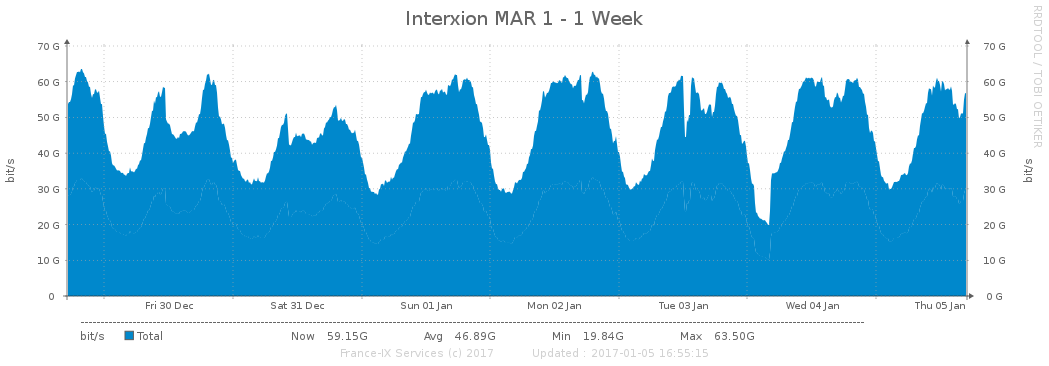 Interxion MAR 1 - 1 Week
RRDTOOL / TOBI OETIKER
70 G 70 G
60 G 60 G
50 G 50 G
40 G 40 G
30 G 30 G
20 G 20 G
10 G 10 G
0 0 G
bit/s bit/s
Fri 30 Dec Sat 31 Dec Sun 01 Jan Mon 02 Jan Tue 03 Jan Wed 04 Jan Thu 05 Jan
bit/s Total Now 59.15G Avg 46.89G Min 19.84G Max 63.50G
France-IX Services (c) 2017 Updated : 2017-01-05 16:55:15